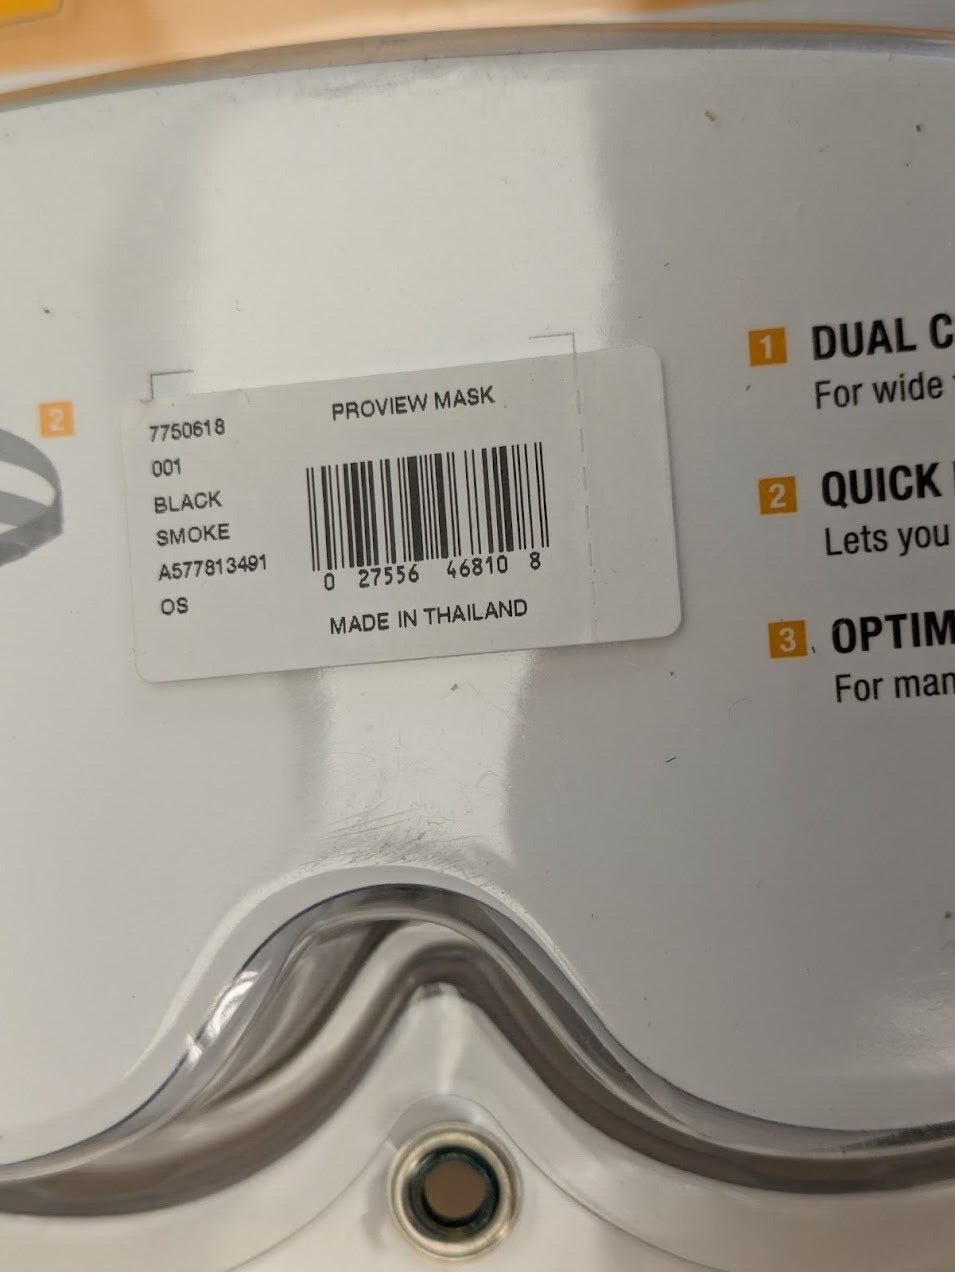 2
7750618
001
BLACK
SMOKE
A577813491
OS
PROVIEW MASK
0 27556 46810 8
MADE IN THAILAND
1 DUAL C
For wide
2 QUICK
Lets you
3 OPTIM
For man